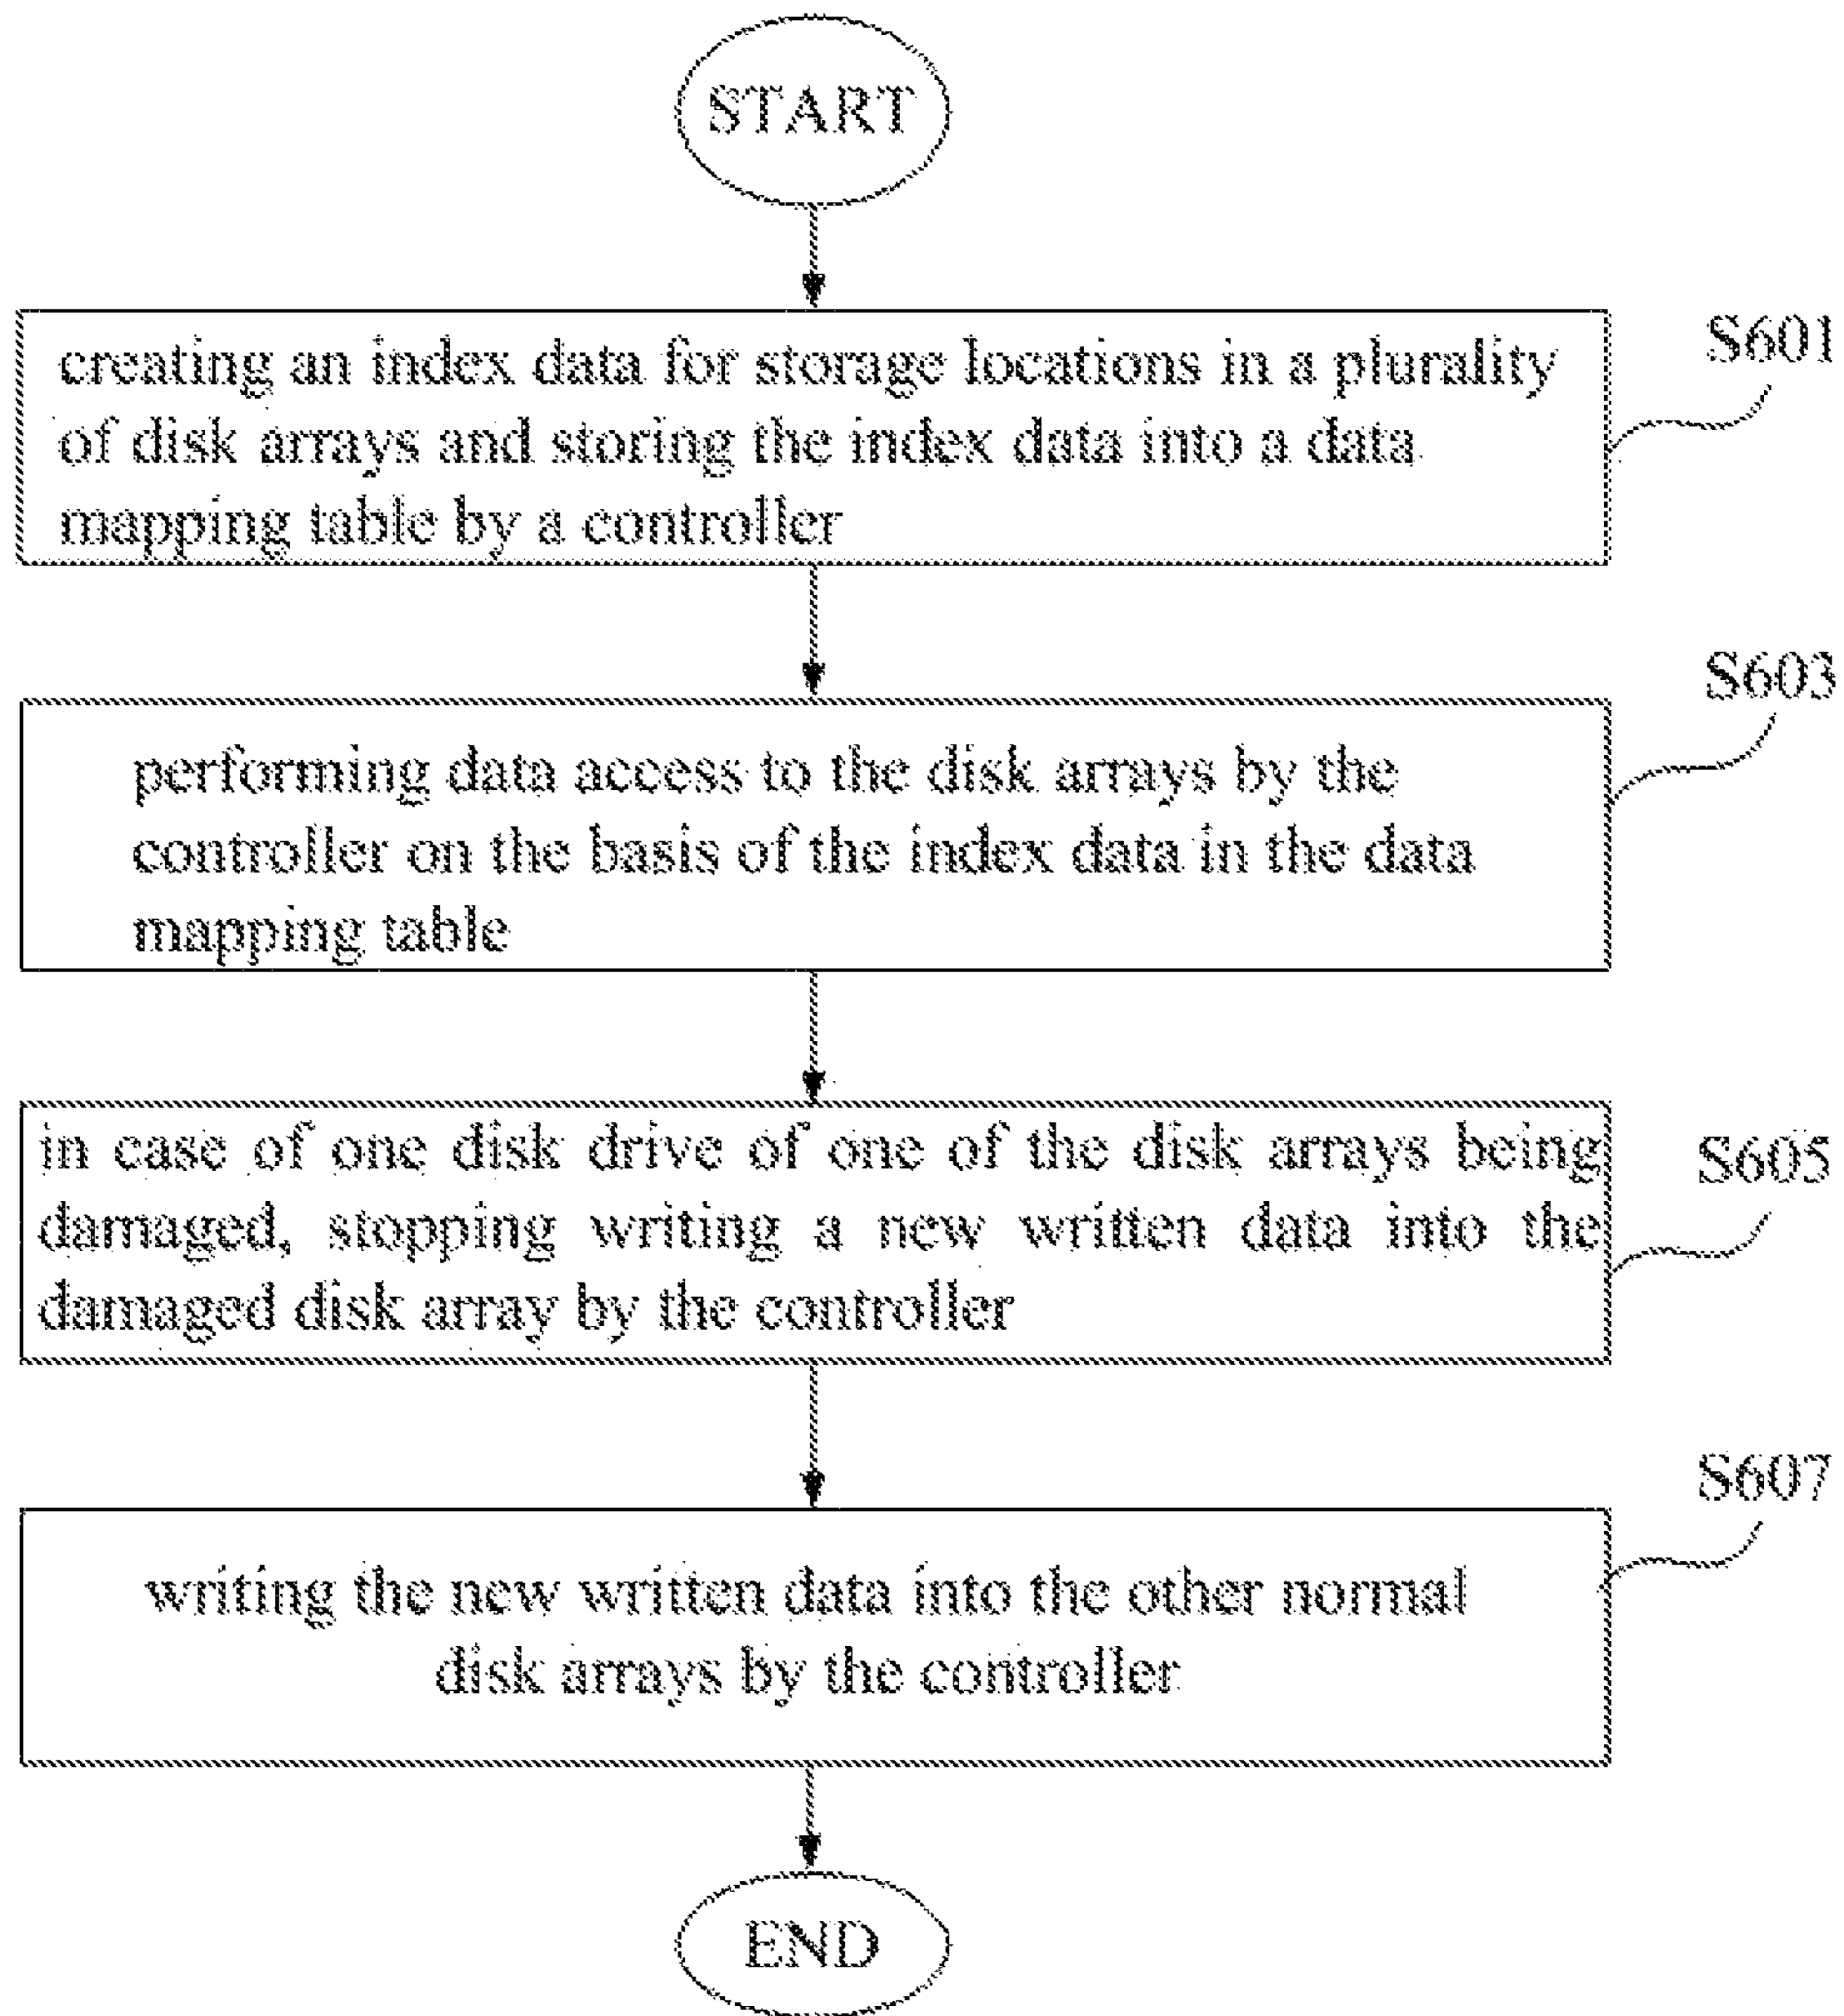 START
creating an index data for storage locations in a plurality
of disk arrays and storing the index data into a data
mapping table by a controller
S601
performing data access to the disk arrays by the
controller on the basis of the index data in the data
mapping table
S603
in case of one disk drive of one of the disk arrays being
damaged, stopping writing a new written data into the
damaged disk array by the controller
S605
writing the new written data into the other normal
disk arrays by the controller
S607
END